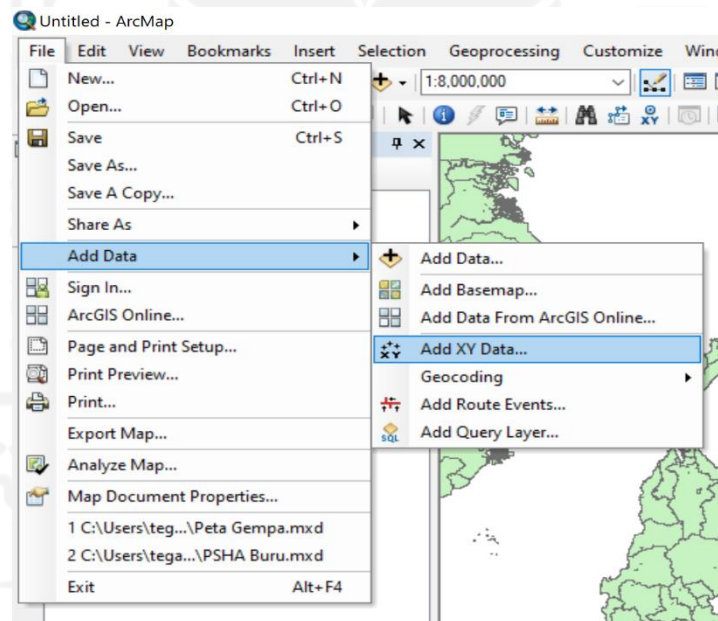 Untitled - ArcMap
File Edit View Bookmarks Insert Selection Geoprocessing Customize Wind
1:8,000,000
New... Ctrl+N
Open... Ctrl+O
Save Ctrl+S
Save As...
Save A Copy...
Share As
Add Data
Sign In...
ArcGIS Online...
Page and Print Setup...
Print Preview...
Print...
Export Map...
Analyze Map...
Map Document Properties...
1 C:\Users\teg...\Peta Gempa.mxd
2 C:\Users\tega...\PSHA Buru.mxd
Exit Alt+F4
Add Data...
Add Basemap...
Add Data From ArcGIS Online...
Add XY Data...
Geocoding
Add Route Events...
SQL Add Query Layer...
XY